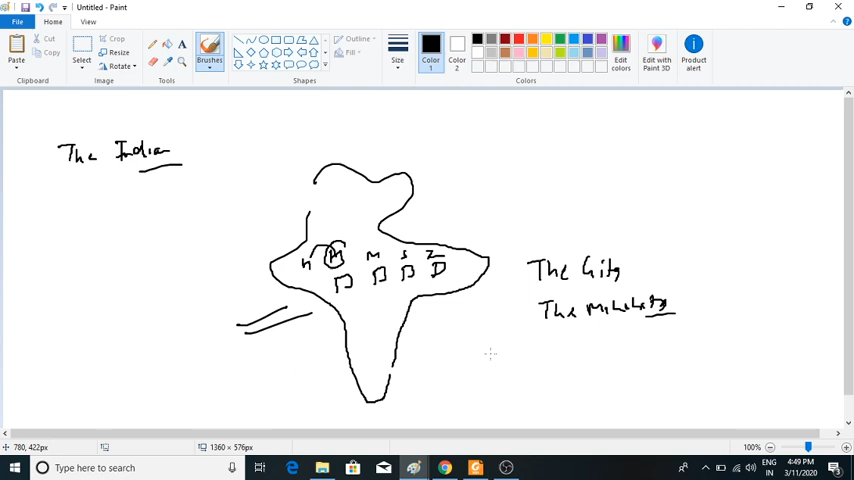 Untitled - Paint
File Home View
Paste
Cut
Copy
Clipboard
Select
Crop
Resize
Rotate
Image
Tools
Brushes
Shapes
Outline
Fill
Size
Color 1
Color 2
Colors
Edit colors
Edit with Paint 3D
Product alert
The Indian
n M M S Z
D D D D
The City
The
780, 422px
1360 × 576px
100%
Type here to search
ENG
IN
4:49 PM
3/11/2020
3